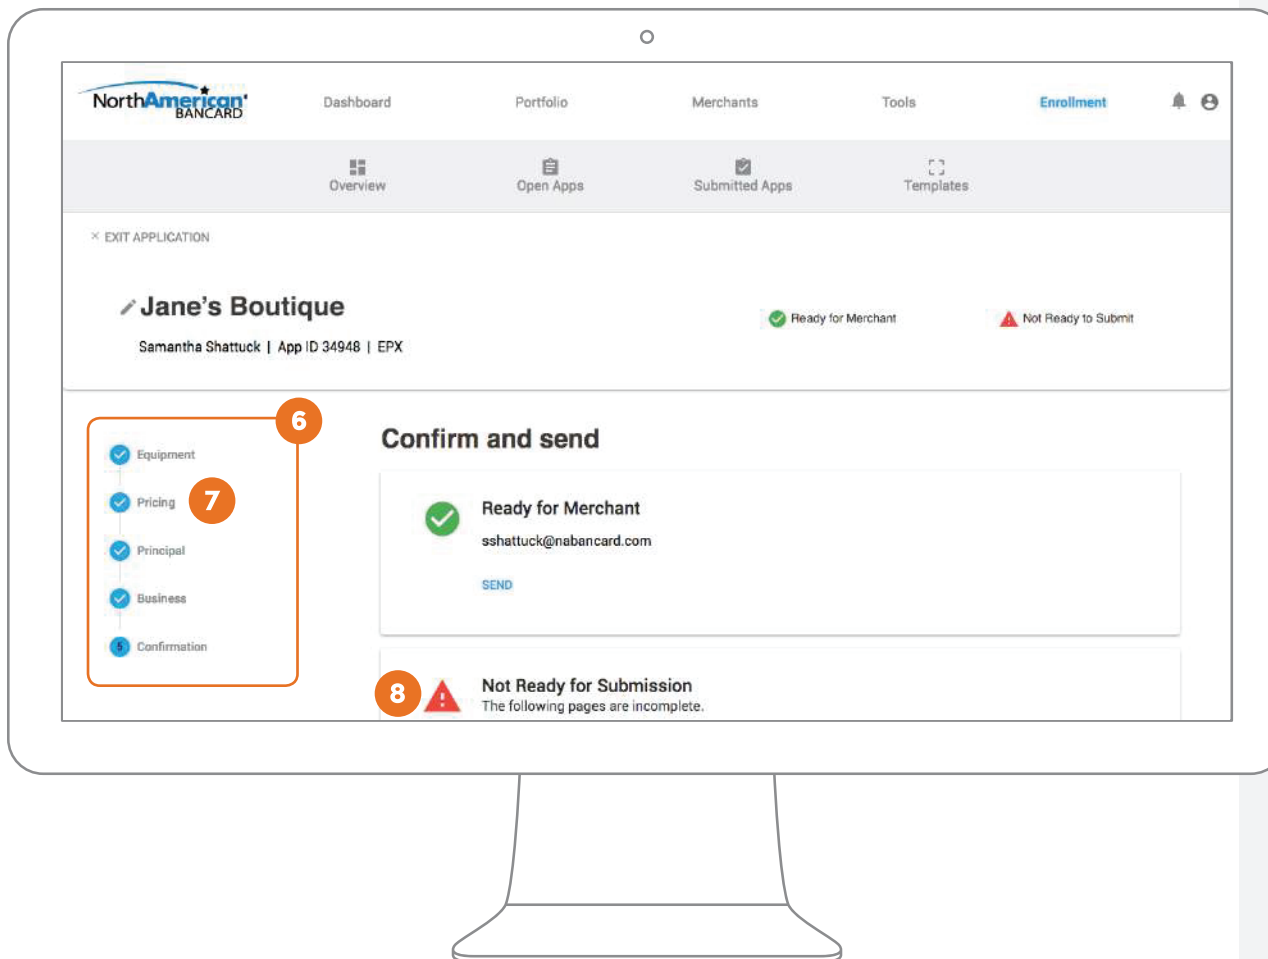 NorthAmerican
BANCARD
Dashboard
Portfolio
Merchants
Tools
Enrollment
Overview
Open Apps
Submitted Apps
Templates
× EXIT APPLICATION
Jane's Boutique
Samantha Shattuck | App ID 34948 | EPX
Ready for Merchant
Not Ready to Submit
6
Equipment
Pricing
7
Principal
Business
5 Confirmation
Confirm and send
Ready for Merchant
sshattuck@nabancard.com
SEND
8
Not Ready for Submission
The following pages are incomplete.